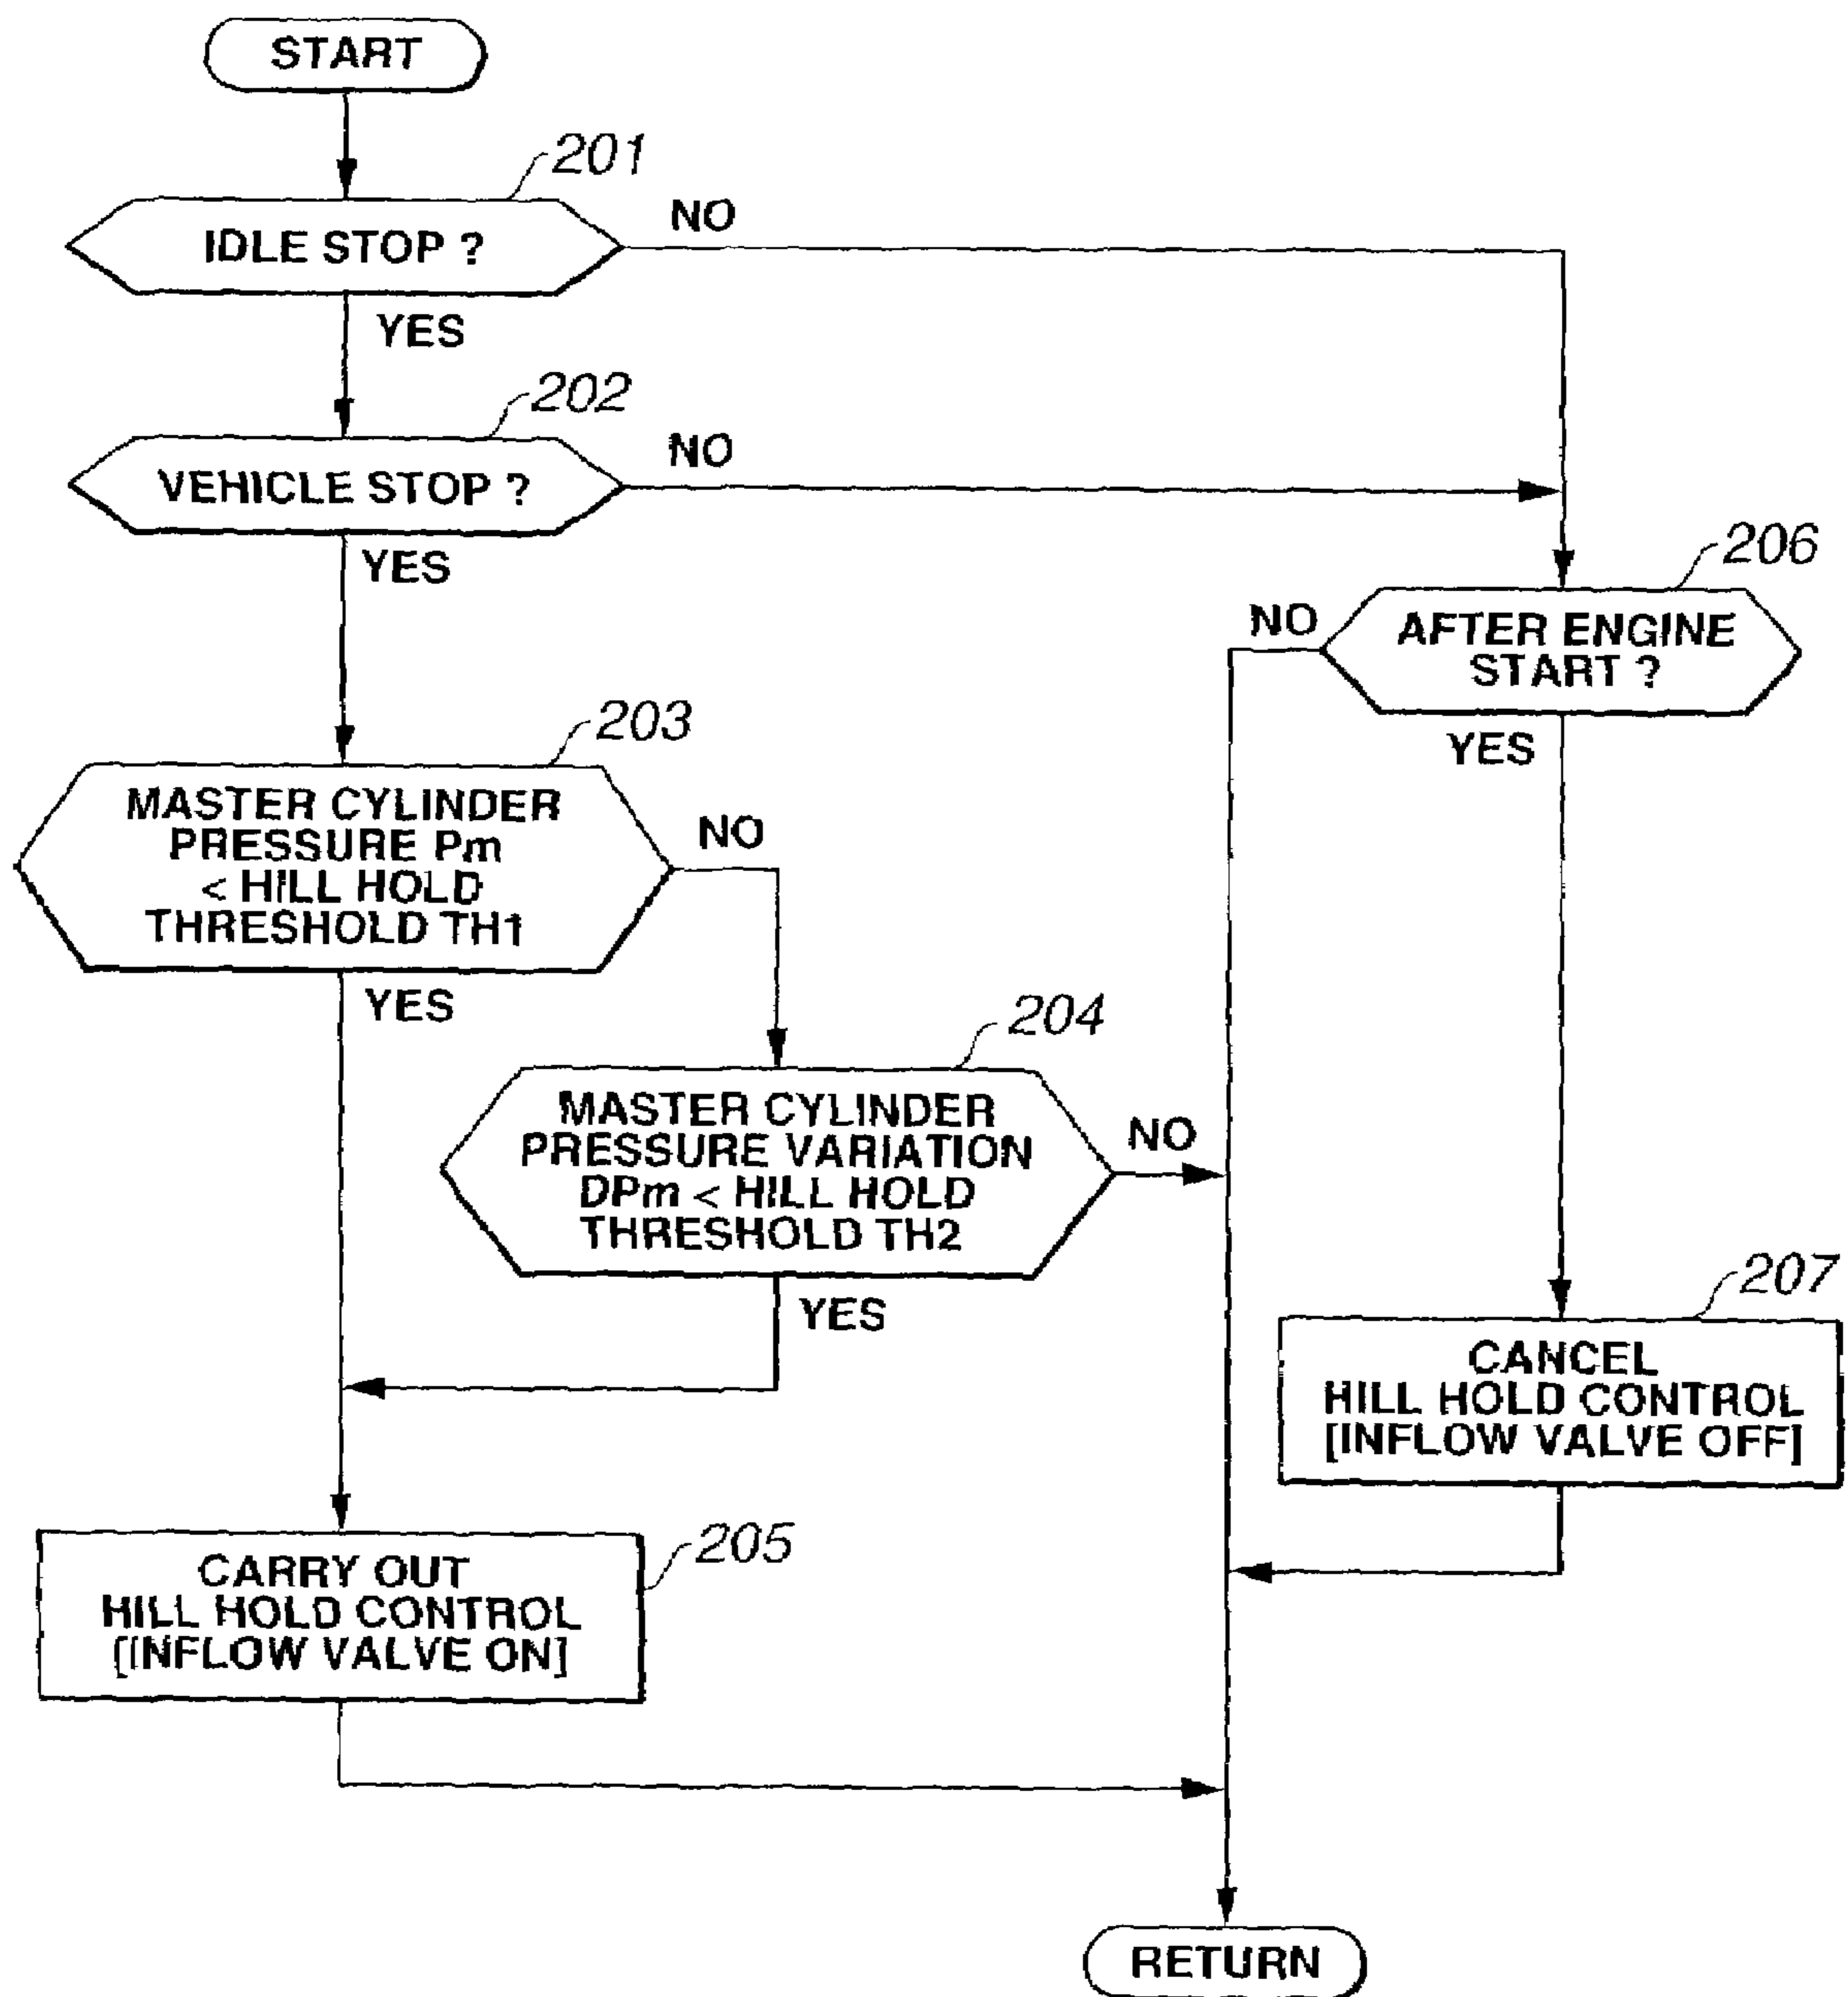 START
201
IDLE STOP ?
NO
YES
202
VEHICLE STOP ?
NO
YES
206
AFTER ENGINE
START ?
NO
YES
203
MASTER CYLINDER
PRESSURE Pm
< HILL HOLD
THRESHOLD TH1
NO
YES
204
MASTER CYLINDER
PRESSURE VARIATION
DPm < HILL HOLD
THRESHOLD TH2
NO
YES
207
CANCEL
HILL HOLD CONTROL
[INFLOW VALVE OFF]
205
CARRY OUT
HILL HOLD CONTROL
[INFLOW VALVE ON]
RETURN